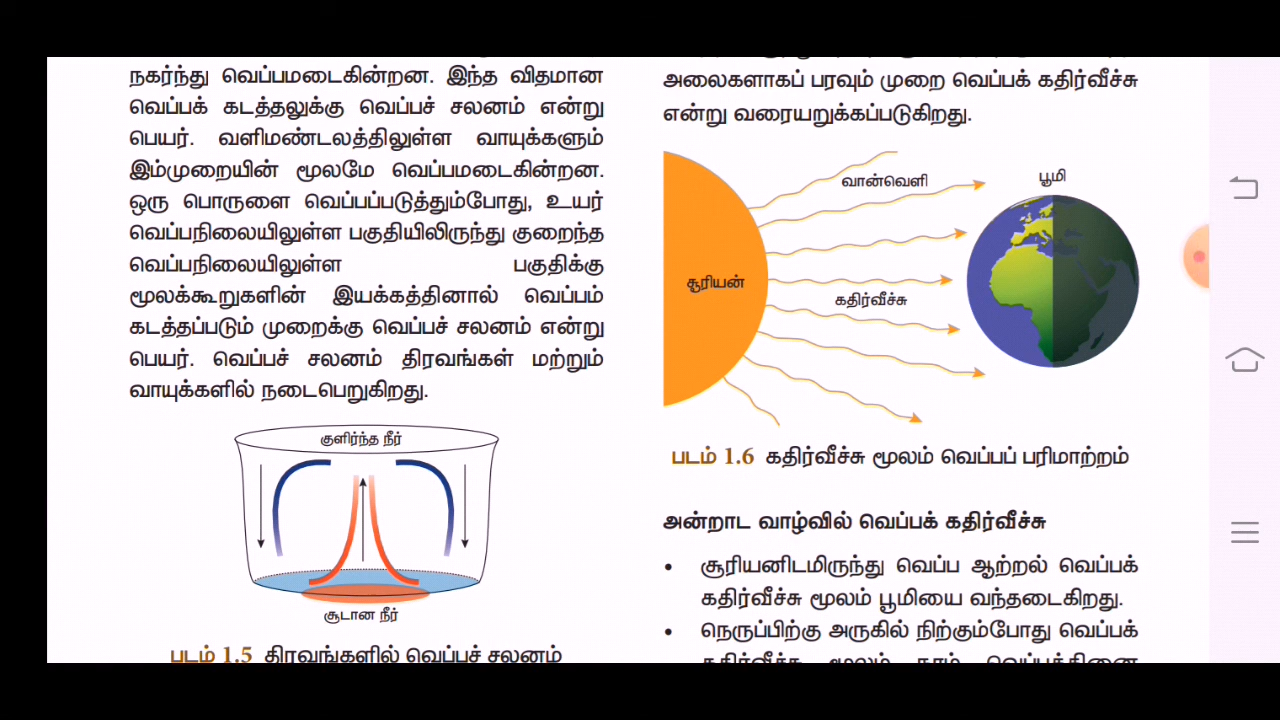 நகர்ந்து வெப்பமடைகின்றன. இந்த விதமான
வெப்பக் கடத்தலுக்கு வெப்பச் சலனம் என்று
பெயர். வளிமண்டலத்திலுள்ள வாயுக்களும்
இம்முறையின் மூலமே வெப்பமடைகின்றன.
ஒரு பொருளை வெப்பப்படுத்தும்போது, உயர்
வெப்பநிலையிலுள்ள பகுதியிலிருந்து குறைந்த
வெப்பநிலையிலுள்ள பகுதிக்கு
மூலக்கூறுகளின் இயக்கத்தினால் வெப்பம்
கடத்தப்படும் முறைக்கு வெப்பச் சலனம் என்று
பெயர். வெப்பச் சலனம் திரவங்கள் மற்றும்
வாயுக்களில் நடைபெறுகிறது.
குளிர்ந்த நீர்
சூடான நீர்
படம் 1.5 திரவங்களில் வெப்பச் சலனம்
அலைகளாகப் பரவும் முறை வெப்பக் கதிர்வீச்சு
என்று வரையறுக்கப்படுகிறது.
வான்வெளி
பூமி
சூரியன்
கதிர்வீச்சு
படம் 1.6 கதிர்வீச்சு மூலம் வெப்பப் பரிமாற்றம்
அன்றாட வாழ்வில் வெப்பக் கதிர்வீச்சு
• சூரியனிடமிருந்து வெப்ப ஆற்றல் வெப்பக்
கதிர்வீச்சு மூலம் பூமியை வந்தடைகிறது.
• நெருப்பிற்கு அருகில் நிற்கும்போது வெப்பக்
கதிர்வீச்சு மூலம் நாம் வெப்பத்தினை